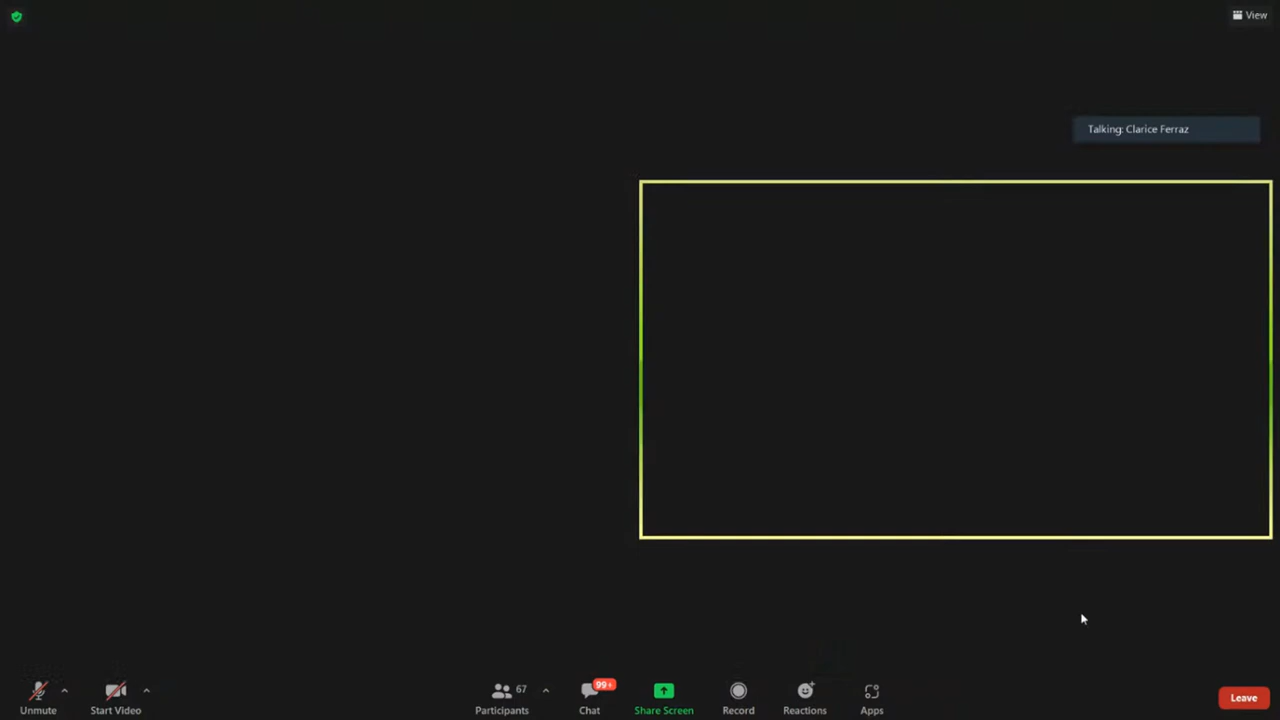 View
Talking: Clarice Ferraz
67
99+
Unmute
Start Video
Participants
Chat
Share Screen
Record
Reactions
Apps
Leave